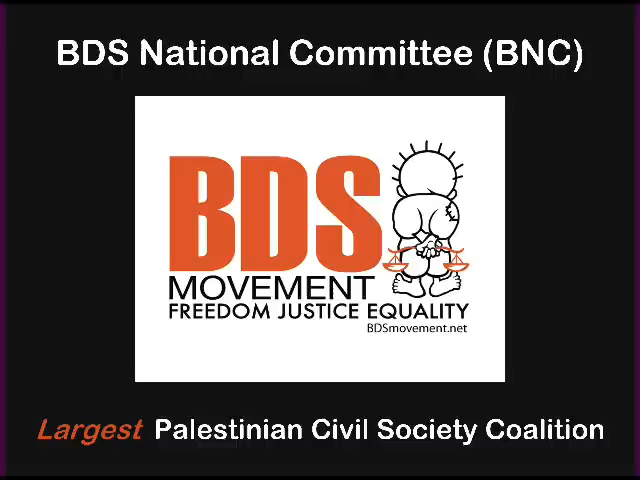 BDS National Committee (BNC)
BDS
MOVEMENT
FREEDOM JUSTICE EQUALITY
BDSmovement.net
Largest Palestinian Civil Society Coalition